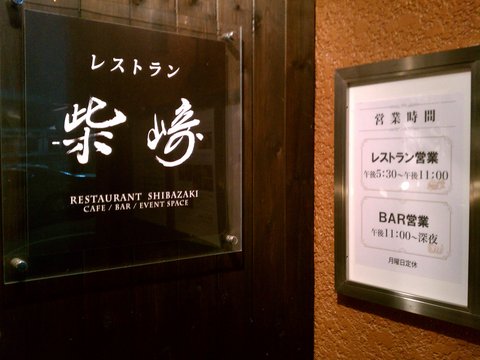 レストラン
柴崎
RESTAURANT SHIBAZAKI
CAFE / BAR / EVENT SPACE
営業時間
レストラン営業
午後5:30〜午後11:00
BAR営業
午後11:00〜深夜
月曜日定休